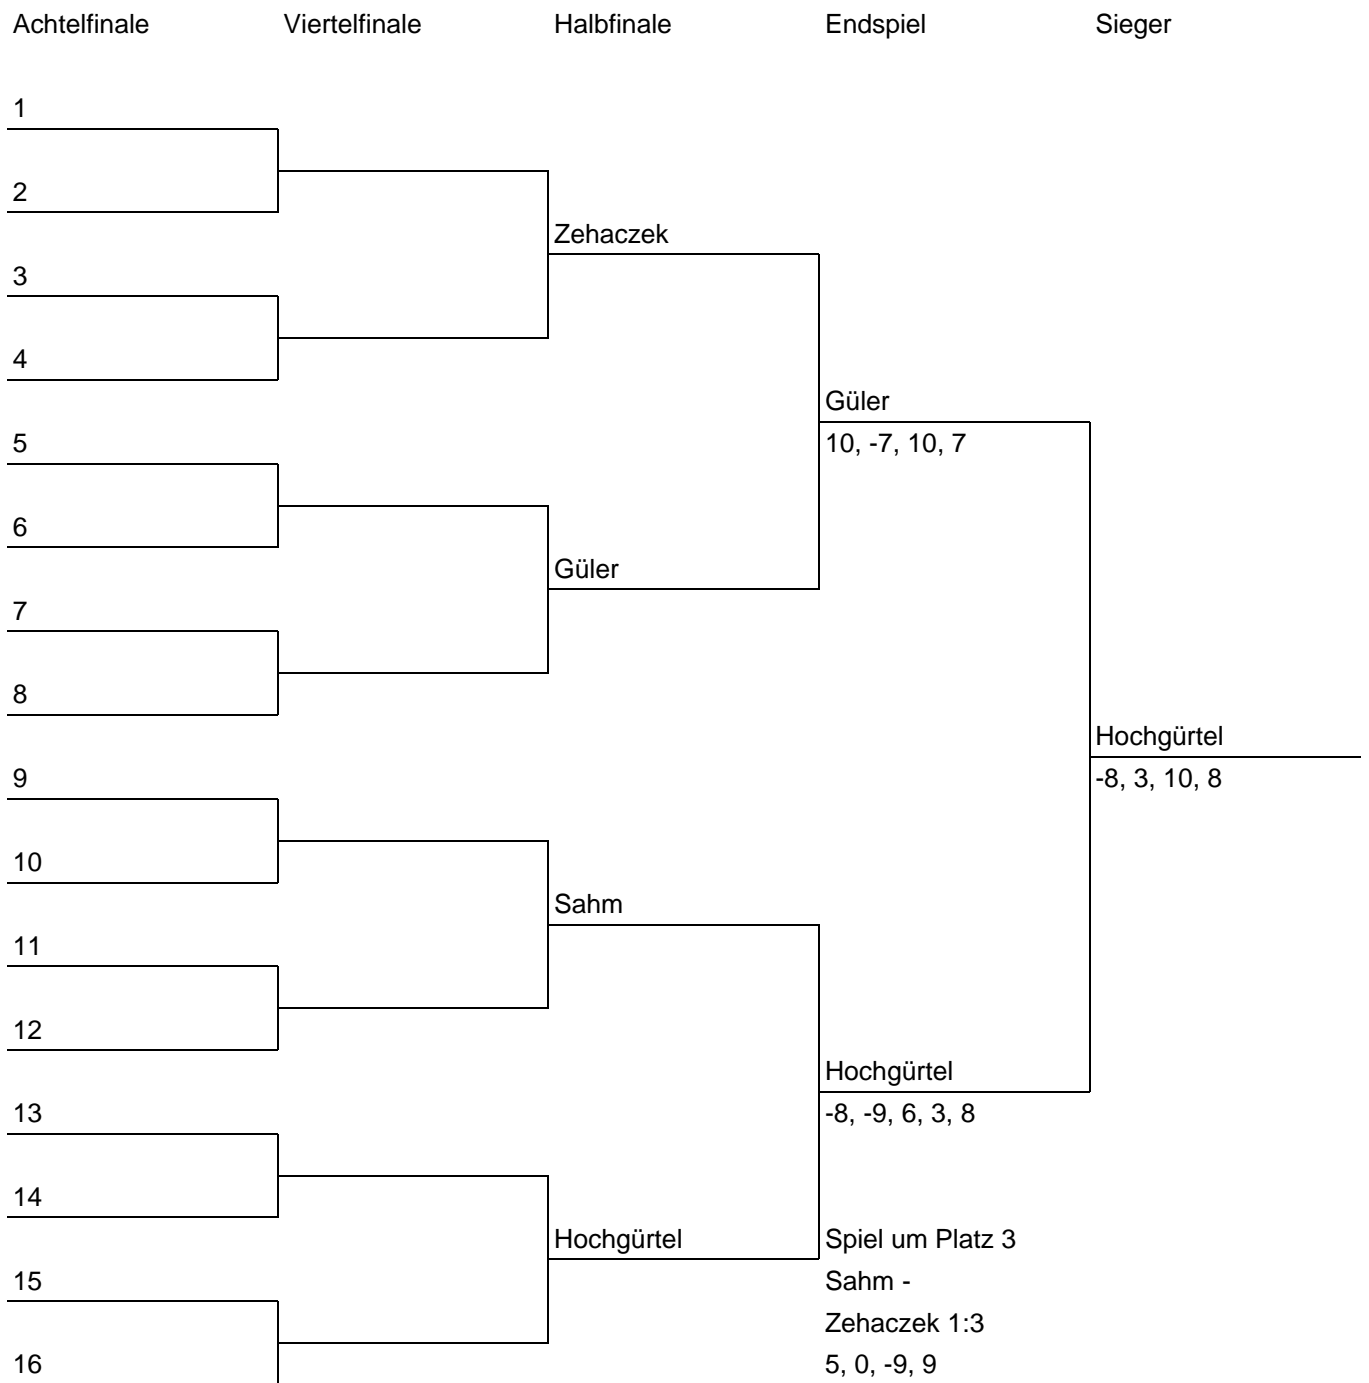 Achtelfinale Viertelfinale Halbfinale Endspiel Sieger
1
2
Zehaczek
3
4
Güler
5
10, -7, 10, 7
6
Güler
7
8
Hochgürtel
9
-8, 3, 10, 8
10
Sahm
11
12
Hochgürtel
13
-8, -9, 6, 3, 8
14
Hochgürtel
Spiel um Platz 3
15
Sahm -
Zehaczek 1:3
16
5, 0, -9, 9